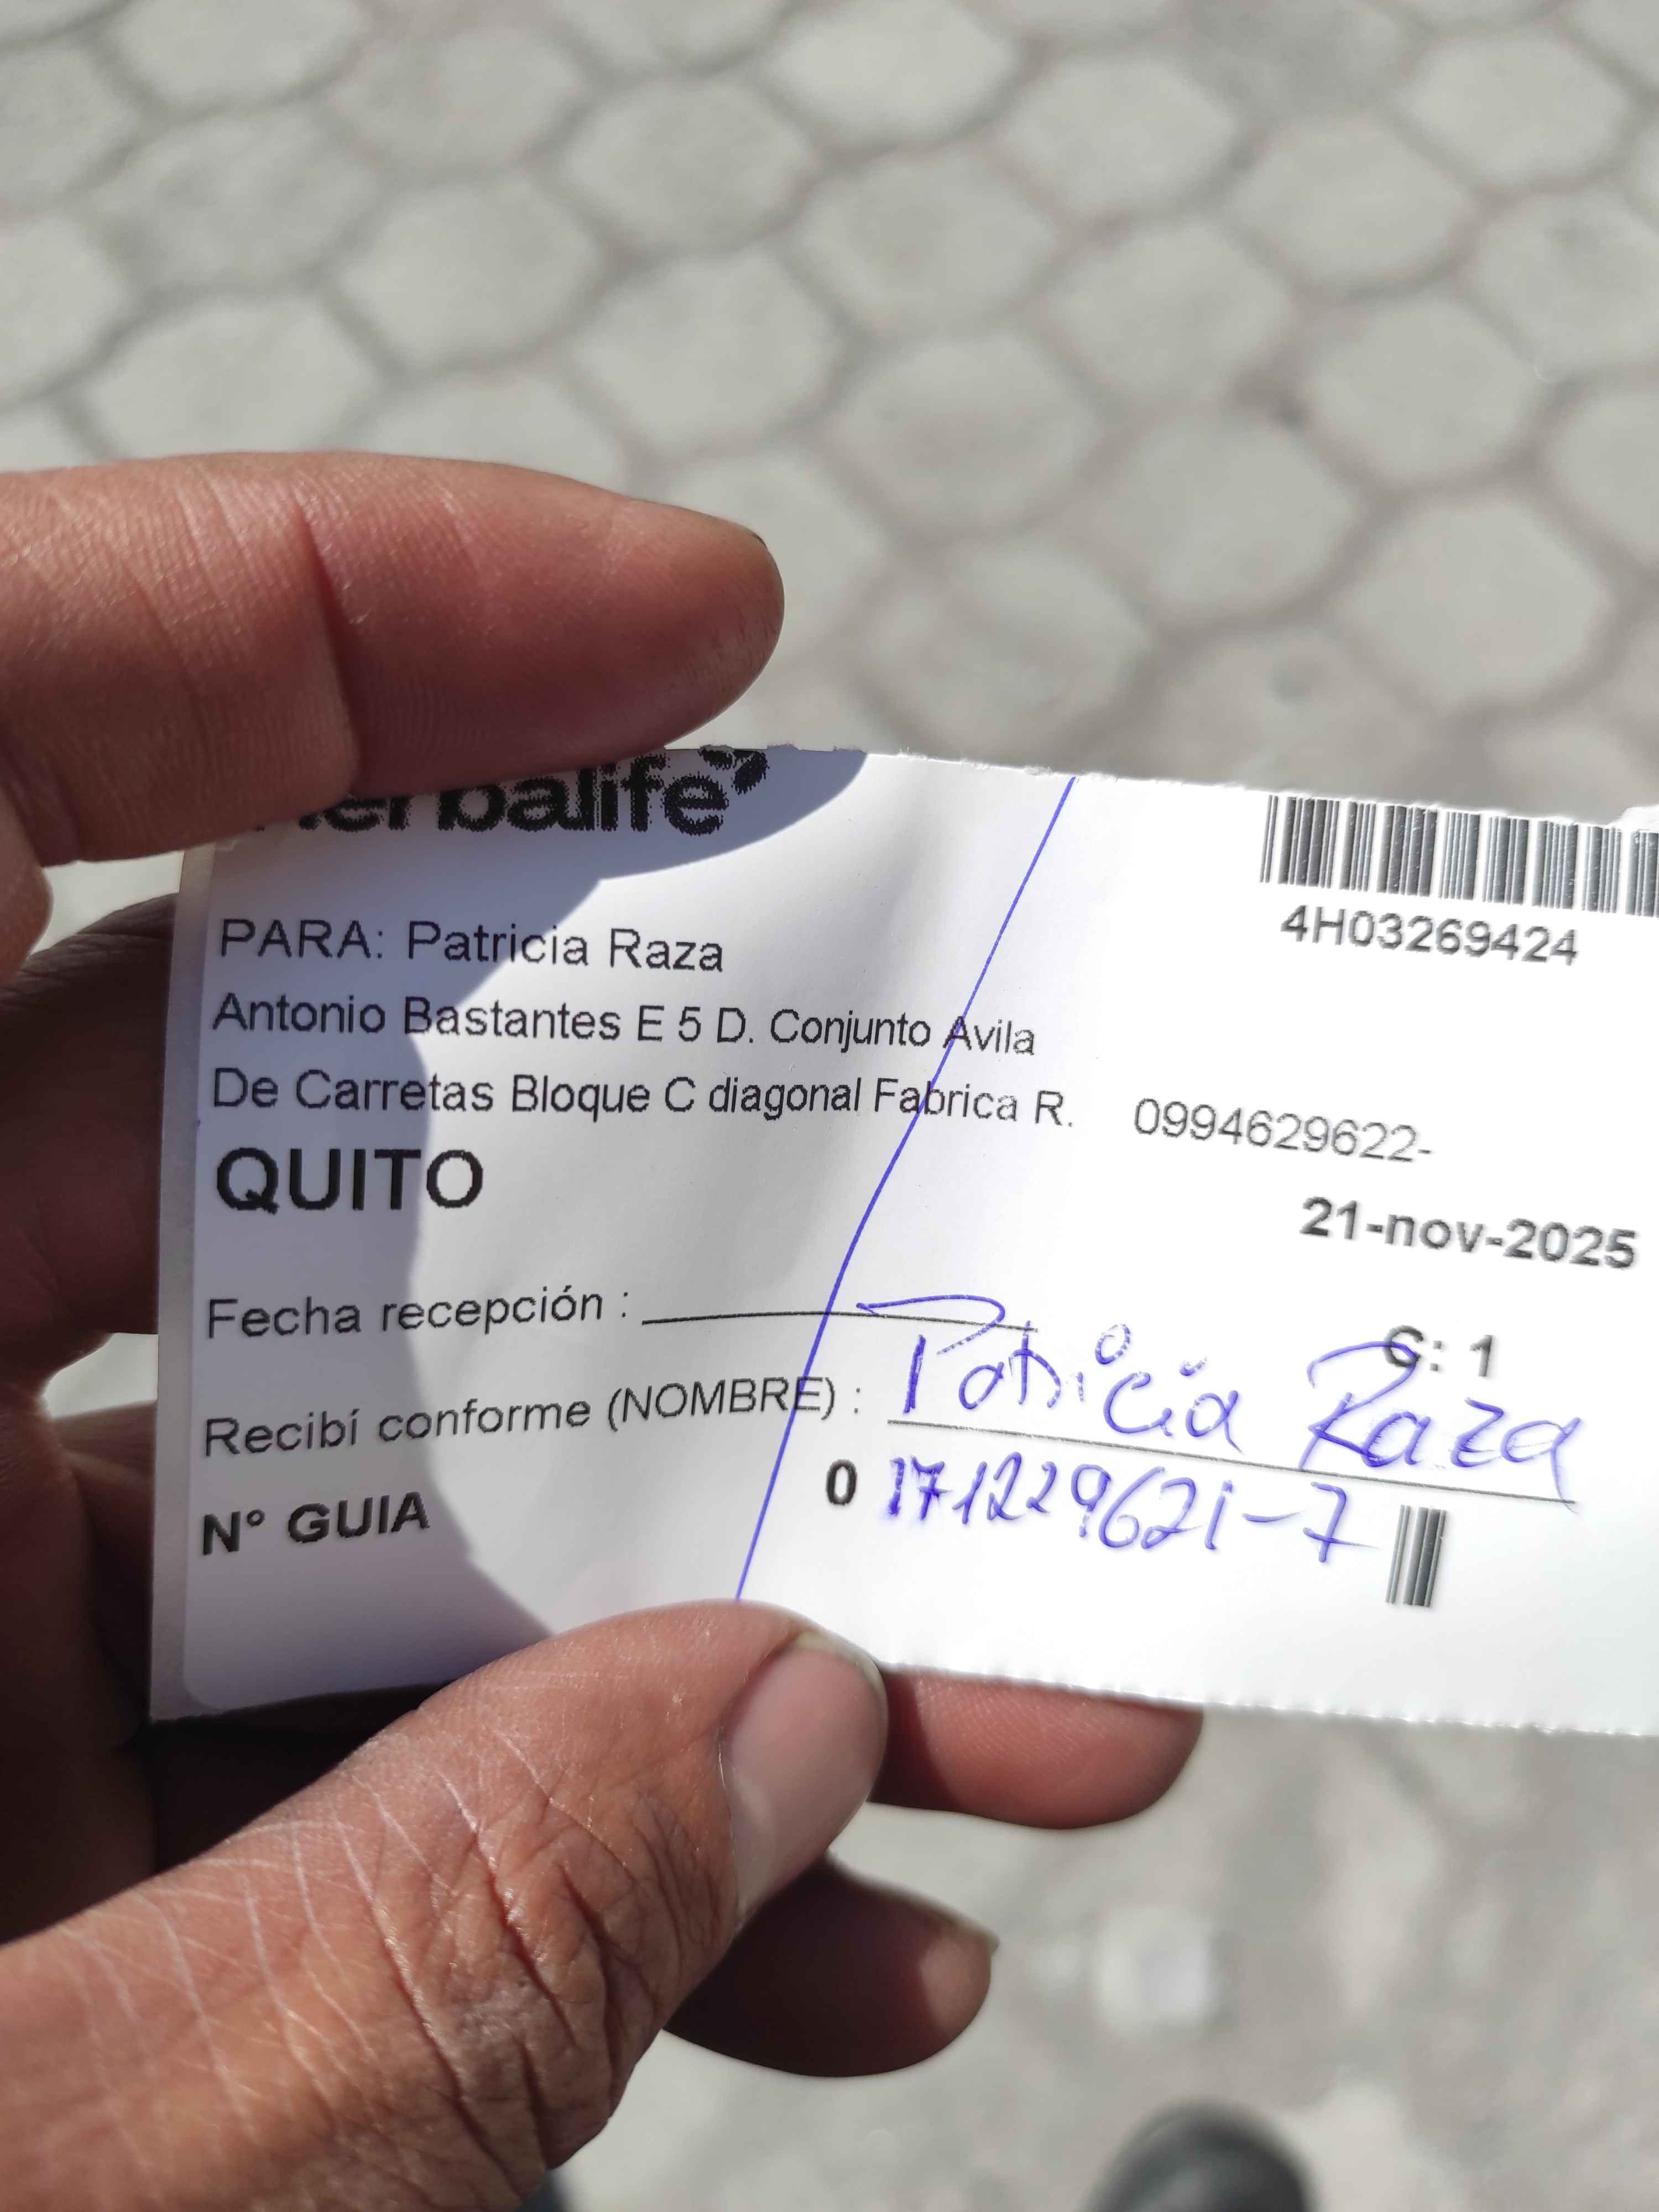 Herbalife
4H03269424
PARA: Patricia Raza
Antonio Bastantes E 5 D. Conjunto Avila
De Carretas Bloque C diagonal Fabrica R. 0994629622-
QUITO
21-nov-2025
Fecha recepción :
C: 1
Recibí conforme (NOMBRE) : Patricia Raza
N° GUIA 0 171229621-7